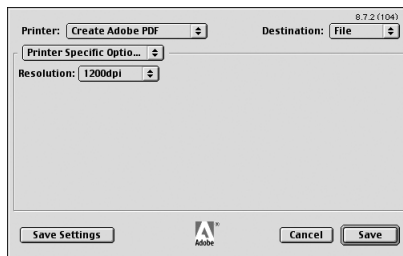 8.7.2 (104)
Printer: Create Adobe PDF Destination: File
Printer Specific Optio...
Resolution: 1200dpi
Save Settings Adobe ® Cancel Save